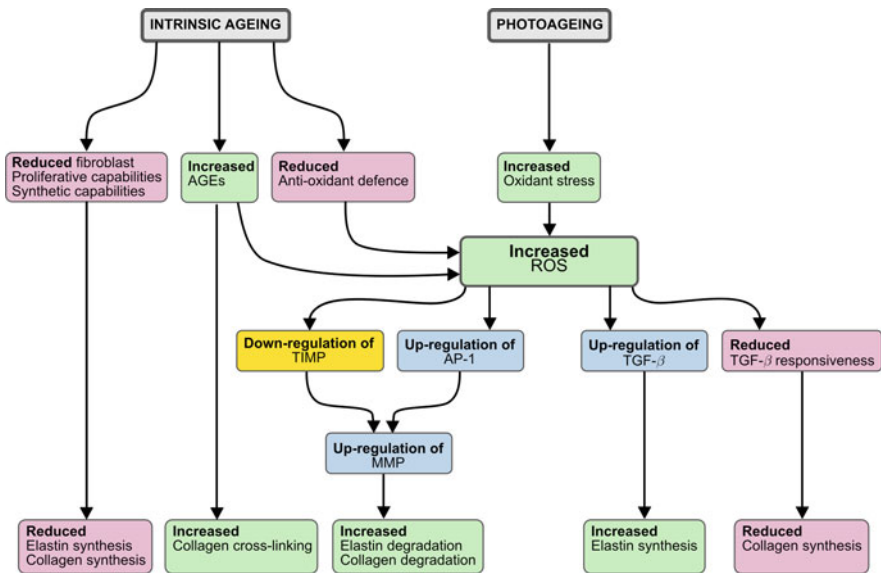 INTRINSIC AGEING
PHOTOAGEING
Reduced fibroblast
Proliferative capabilities
Synthetic capabilities
Increased
AGEs
Reduced
Anti-oxidant defence
Increased
Oxidant stress
Increased
ROS
Down-regulation of
TIMP
Up-regulation of
AP-1
Up-regulation of
TGF-β
Reduced
TGF-β responsiveness
Up-regulation of
MMP
Reduced
Elastin synthesis
Collagen synthesis
Increased
Collagen cross-linking
Increased
Elastin degradation
Collagen degradation
Increased
Elastin synthesis
Reduced
Collagen synthesis